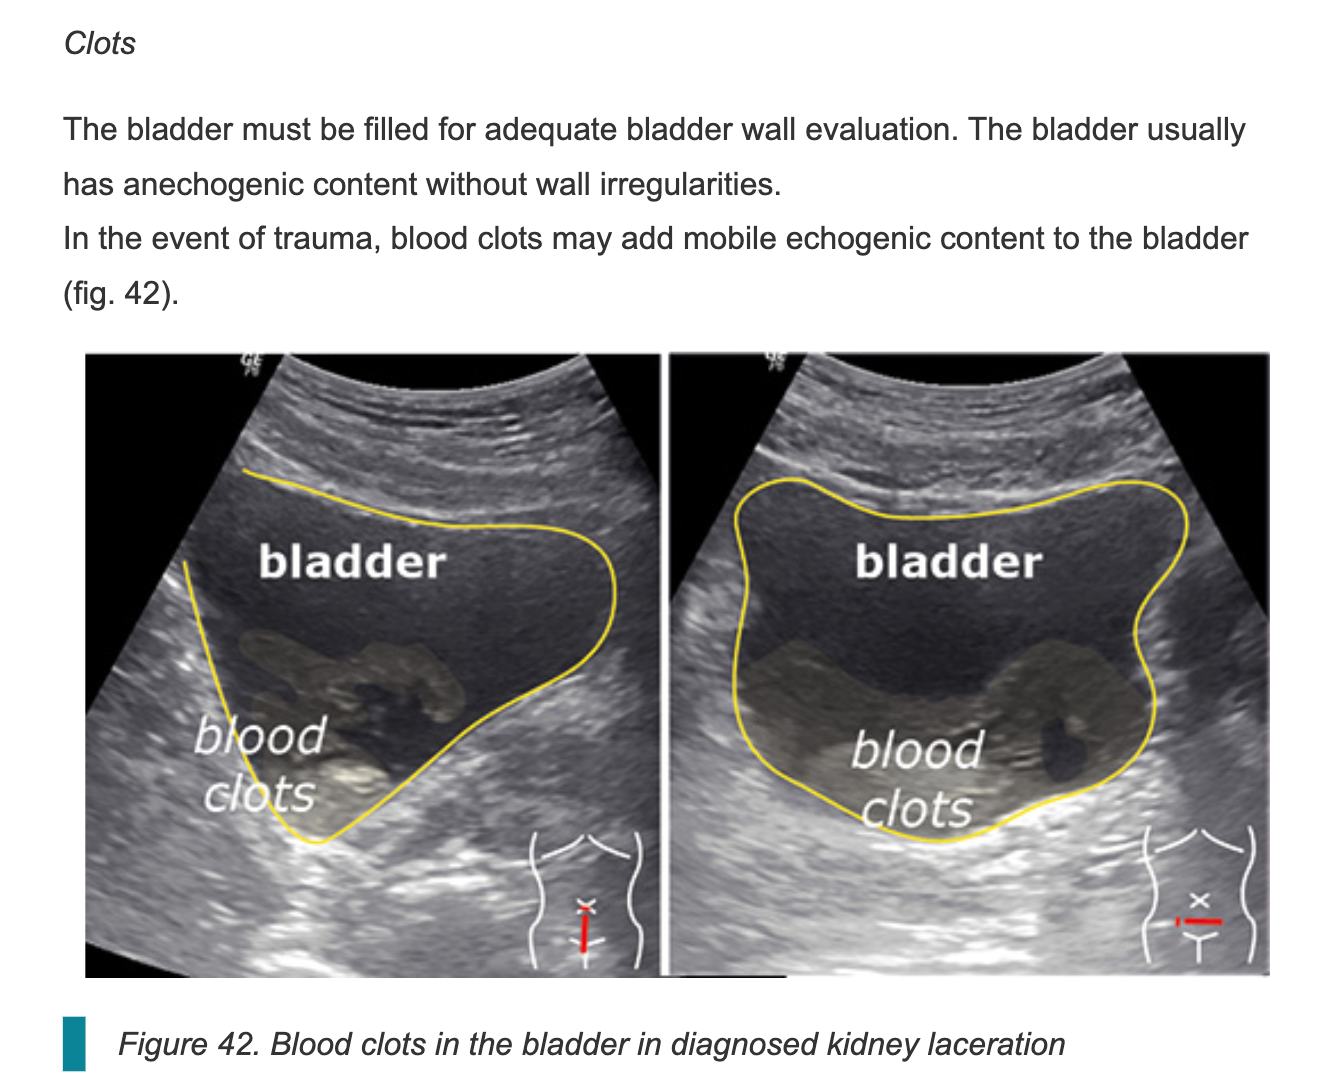 Clots
The bladder must be filled for adequate bladder wall evaluation. The bladder usually
has anechogenic content without wall irregularities.
In the event of trauma, blood clots may add mobile echogenic content to the bladder
(fig. 42).
bladder
blood
clots
bladder
blood
clots
Figure 42. Blood clots in the bladder in diagnosed kidney laceration